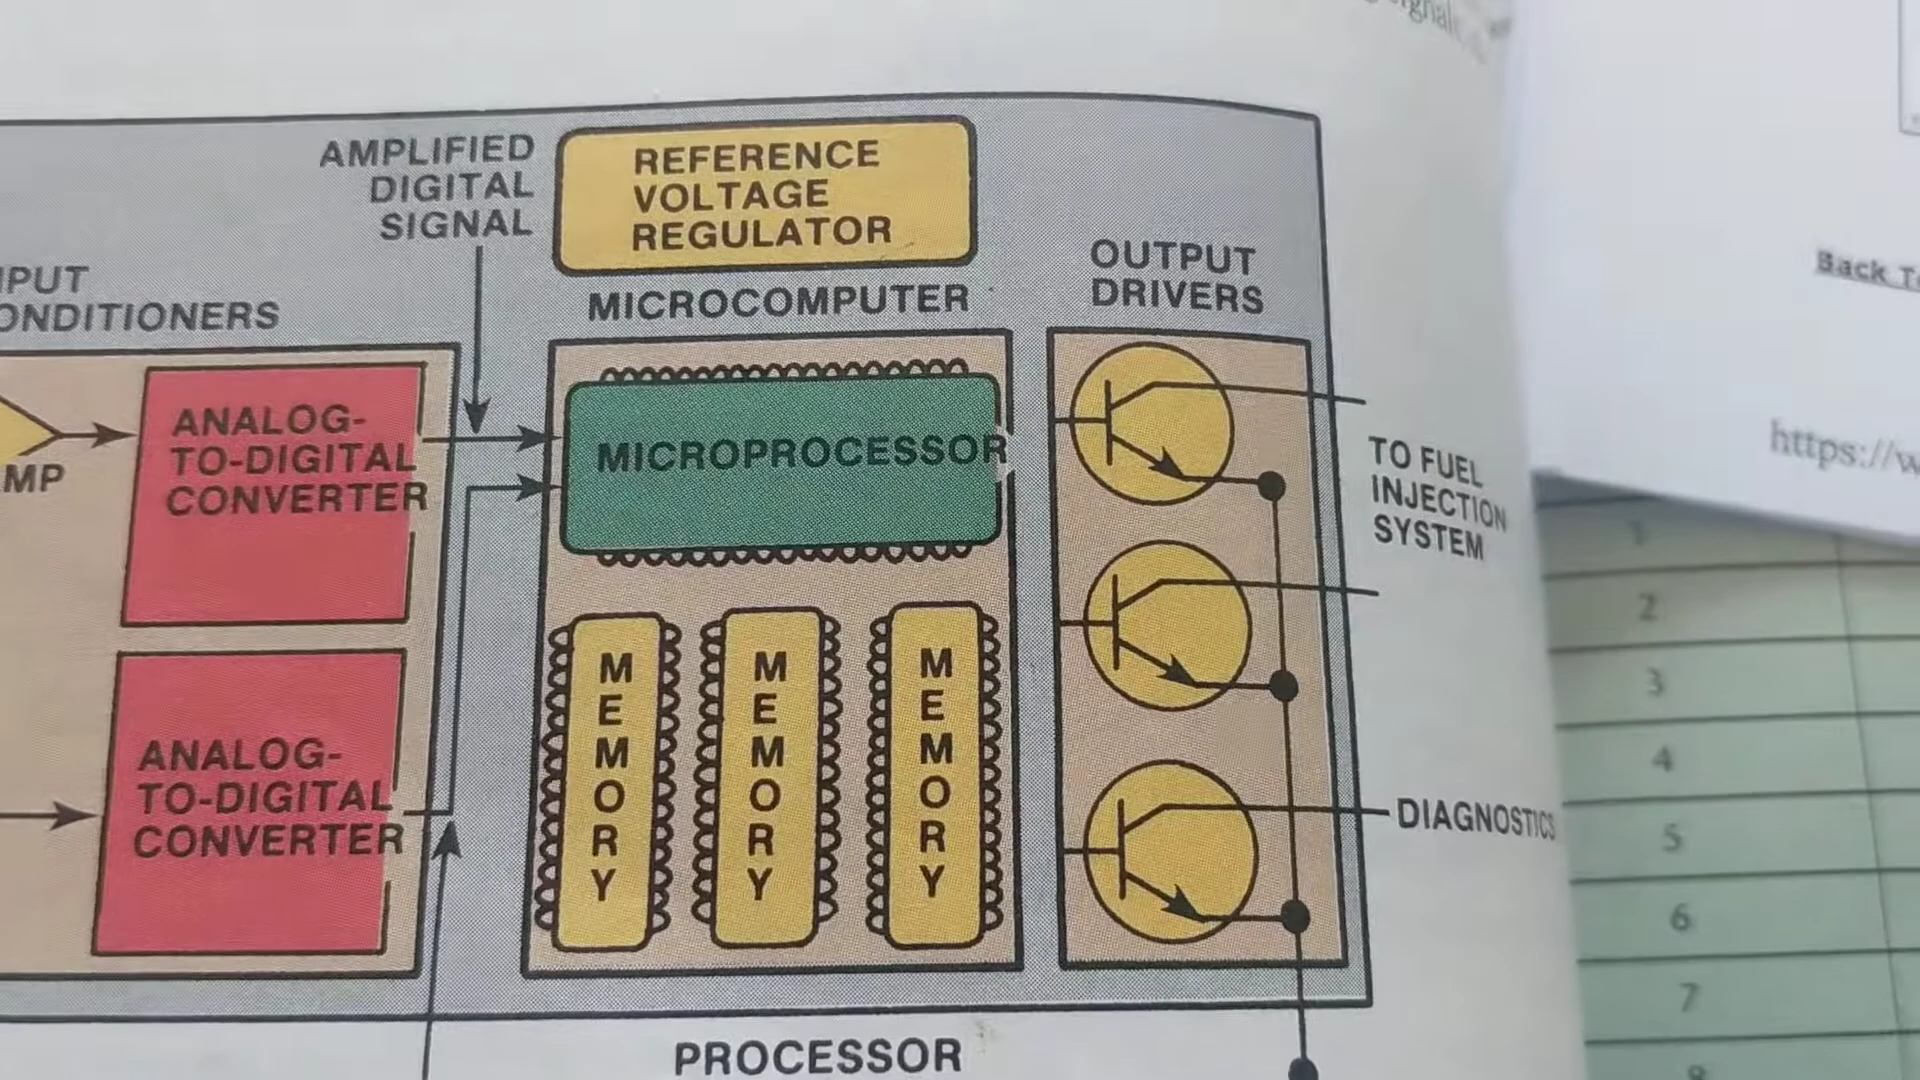 AMPLIFIED
DIGITAL
SIGNAL
REFERENCE
VOLTAGE
REGULATOR
OUTPUT
DRIVERS
MICROCOMPUTER
IPUT
ONDITIONERS
ANALOG-
TO-DIGITAL
CONVERTER
MP
MICROPROCESSOR
TO FUEL
INJECTION
SYSTEM
MEMORY
MEMORY
MEMORY
ANALOG-
TO-DIGITAL
CONVERTER
DIAGNOSTICS
PROCESSOR
Back T
https://w
1
2
3
4
5
6
7
8